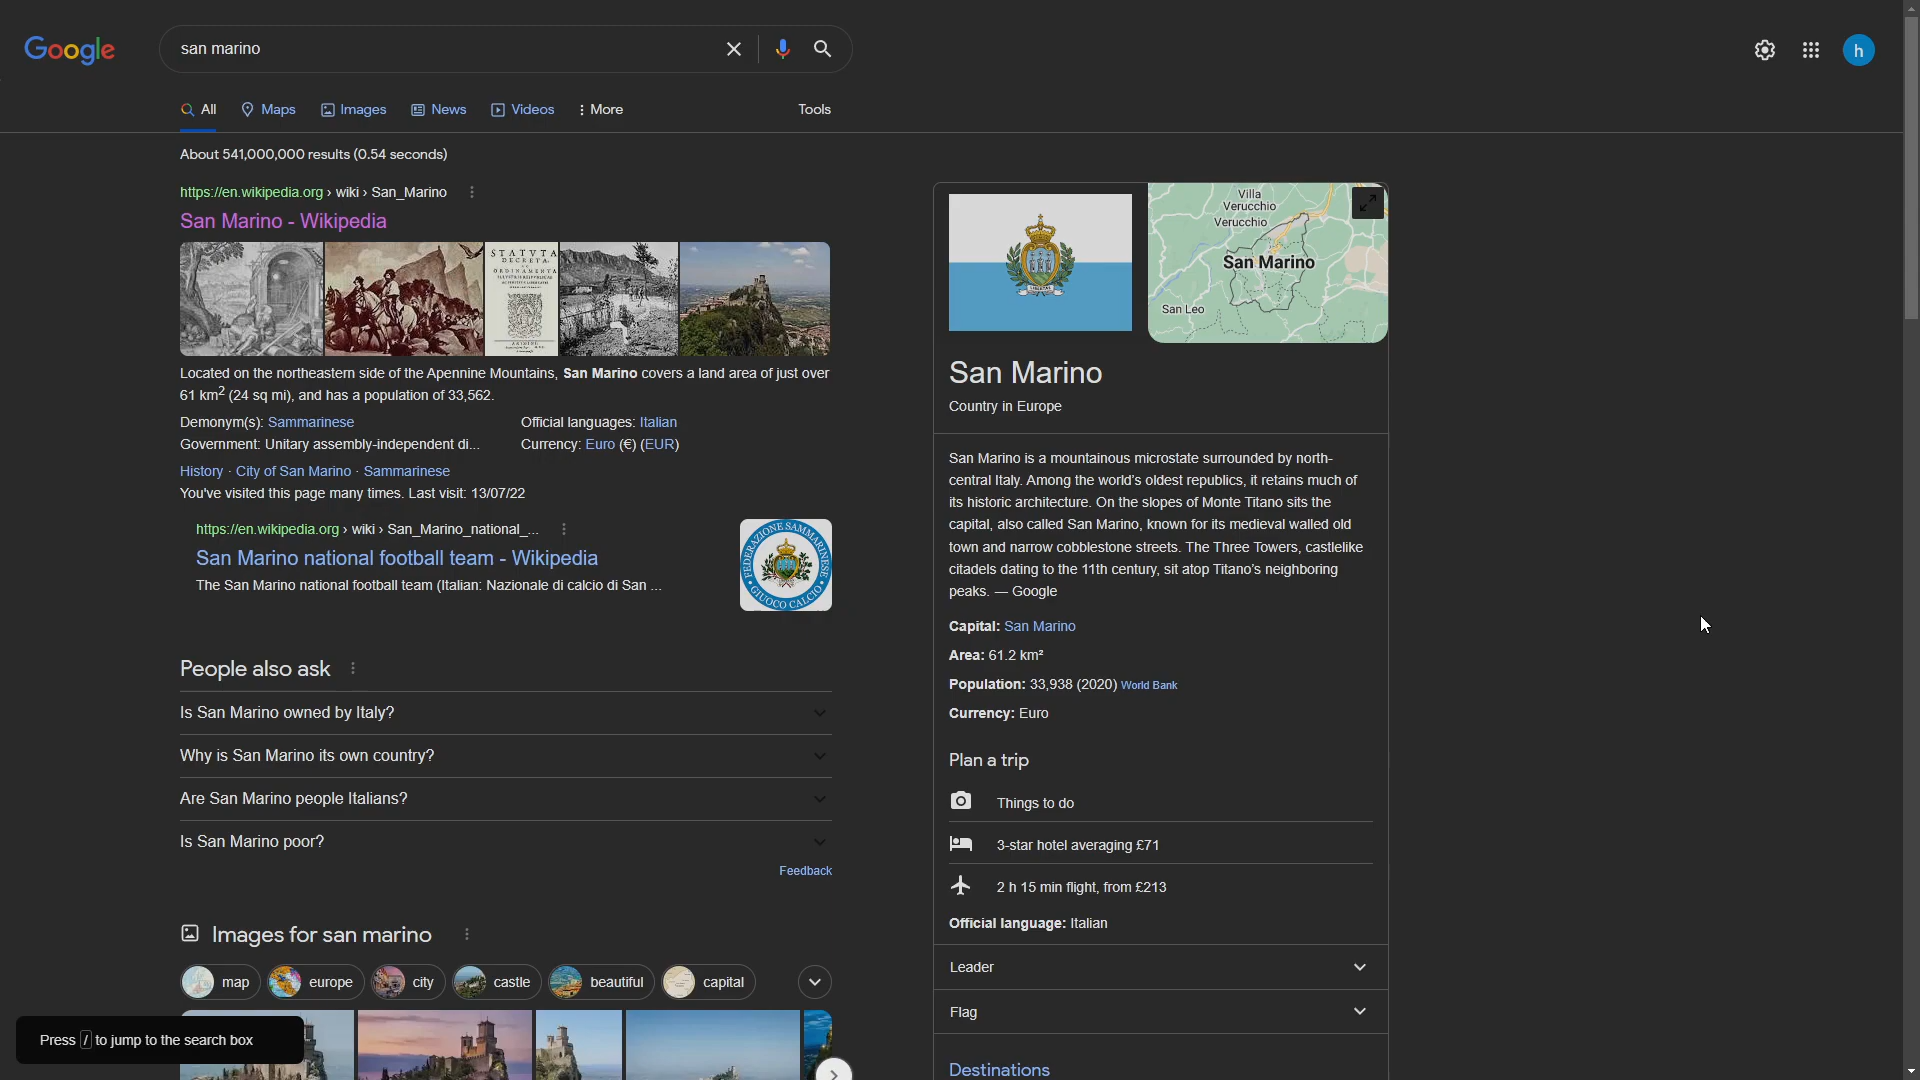 Google
san marino
All
Maps
Images
News
Videos
More
Tools
About 541,000,000 results (0.54 seconds)
https://en.wikipedia.org › wiki › San_Marino
San Marino - Wikipedia
STATVTA
DECRETA,
Located on the northeastern side of the Apennine Mountains, San Marino covers a land area of just over
61 km2 (24 sq mi), and has a population of 33,562.
Demonym(s): Sammarinese
Official languages: Italian
Government: Unitary assembly-independent di...
Currency: Euro (€) (EUR)
History · City of San Marino · Sammarinese
You've visited this page many times. Last visit: 13/07/22
https://en.wikipedia.org › wiki › San_Marino_national_...
San Marino national football team - Wikipedia
The San Marino national football team (Italian: Nazionale di calcio di San ...
FEDERAZIONE SAMMARINESE
GIUOCO CALCIO
People also ask
Is San Marino owned by Italy?
Why is San Marino its own country?
Are San Marino people Italians?
Is San Marino poor?
Feedback
Images for san marino
map
europe
city
castle
beautiful
capital
Press / to jump to the search box
h
Villa
Verucchio
Verucchio
San Marino
San Leo
San Marino
Country in Europe
San Marino is a mountainous microstate surrounded by north-
central Italy. Among the world's oldest republics, it retains much of
its historic architecture. On the slopes of Monte Titano sits the
capital, also called San Marino, known for its medieval walled old
town and narrow cobblestone streets. The Three Towers, castlelike
citadels dating to the 11th century, sit atop Titano's neighboring
peaks. — Google
Capital: San Marino
Area: 61.2 km²
Population: 33,938 (2020) World Bank
Currency: Euro
Plan a trip
Things to do
3-star hotel averaging £71
2 h 15 min flight, from £213
Official language: Italian
Leader
Flag
Destinations